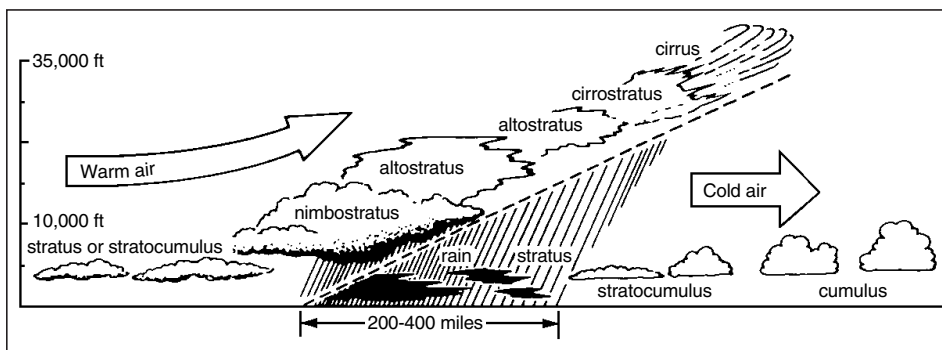 35,000 ft
cirrus
cirrostratus
altostratus
Warm air
altostratus
Cold air
nimbostratus
10,000 ft
stratus or stratocumulus
rain
stratus
stratocumulus
cumulus
200-400 miles